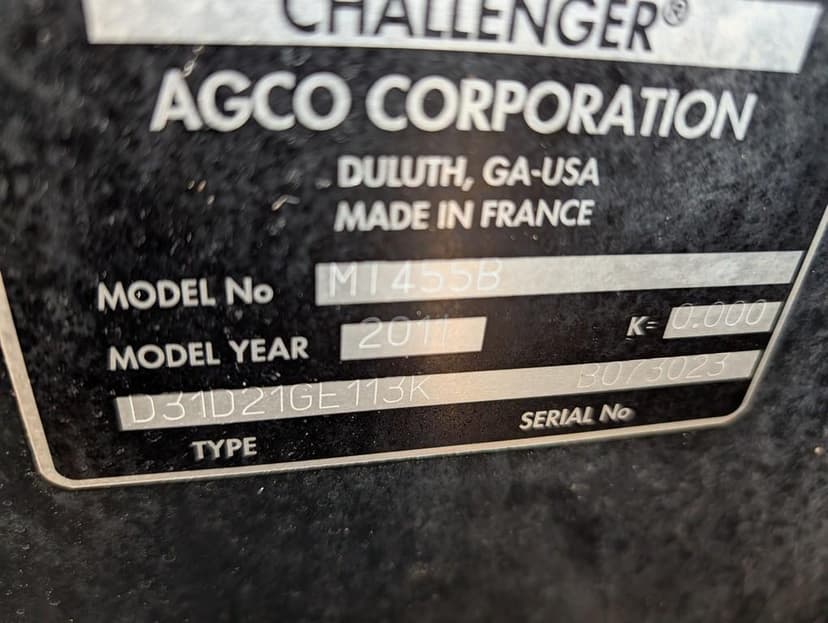 CHALLENGER®
AGCO CORPORATION
DULUTH, GA-USA
MADE IN FRANCE
MODEL No MT455B
MODEL YEAR 2011 K= 0.000
D31D21GE113K B073023
TYPE SERIAL No